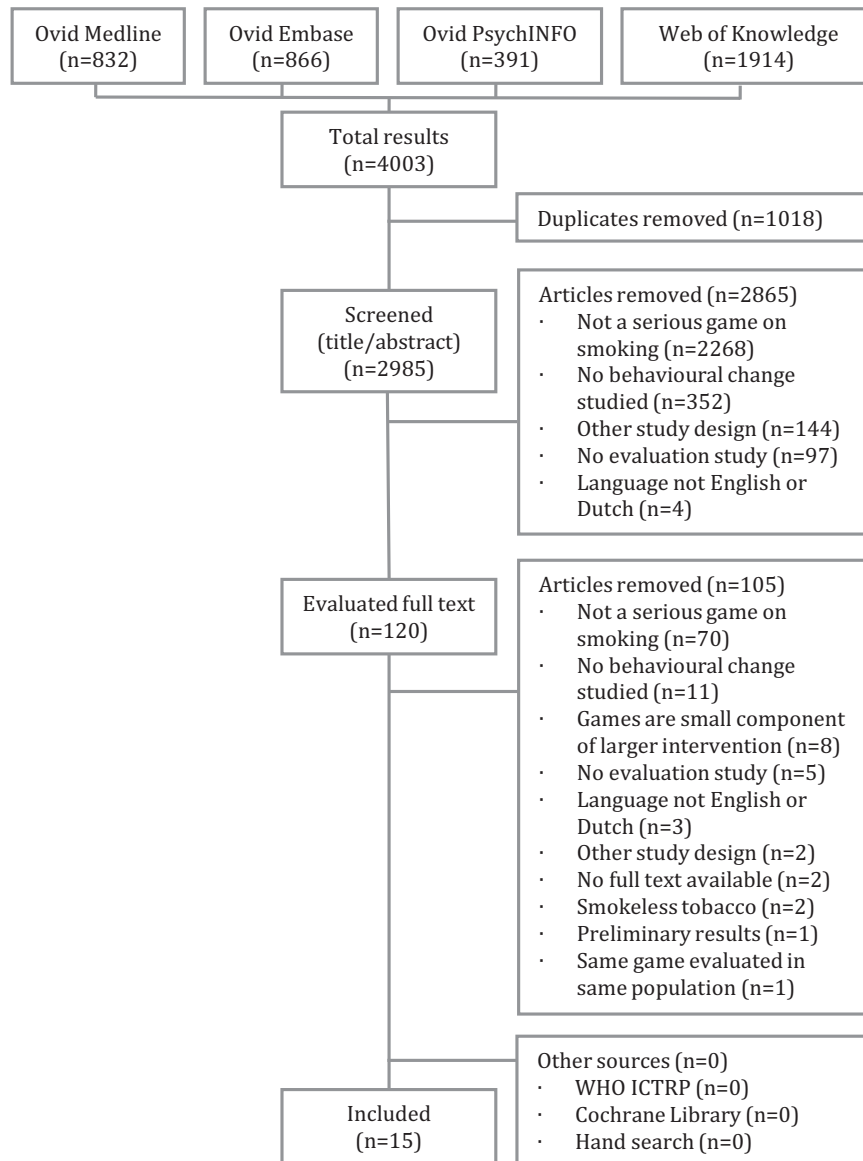 Ovid Medline
(n=832)
Ovid Embase
(n=866)
Ovid PsychINFO
(n=391)
Web of Knowledge
(n=1914)
Total results
(n=4003)
Duplicates removed (n=1018)
Screened
(title/abstract)
(n=2985)
Articles removed (n=2865)
· Not a serious game on
smoking (n=2268)
· No behavioural change
studied (n=352)
· Other study design (n=144)
· No evaluation study (n=97)
· Language not English or
Dutch (n=4)
Evaluated full text
(n=120)
Articles removed (n=105)
· Not a serious game on
smoking (n=70)
· No behavioural change
studied (n=11)
· Games are small component
of larger intervention (n=8)
· No evaluation study (n=5)
· Language not English or
Dutch (n=3)
· Other study design (n=2)
· No full text available (n=2)
· Smokeless tobacco (n=2)
· Preliminary results (n=1)
· Same game evaluated in
same population (n=1)
Other sources (n=0)
· WHO ICTRP (n=0)
· Cochrane Library (n=0)
· Hand search (n=0)
Included
(n=15)